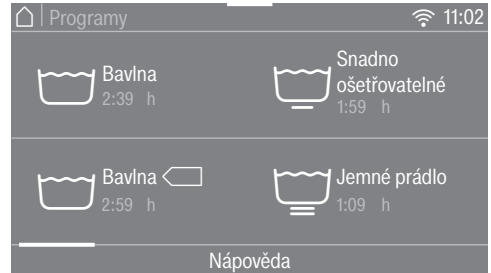 Programy 11:02
Bavlna
2:39 h
Snadno
ošetřovatelné
1:59 h
Bavlna
2:59 h
Jemné prádlo
1:09 h
Nápověda